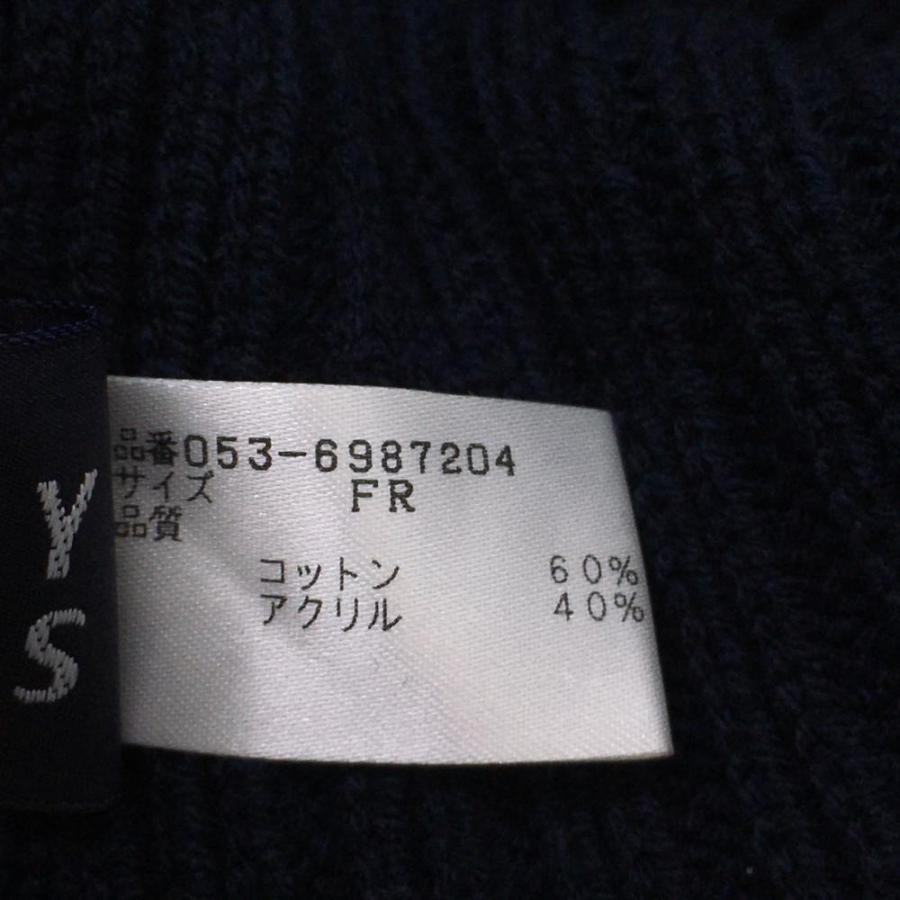 品番053-6987204
サイズ FR
品質
コットン 60%
アクリル 40%
Y
S